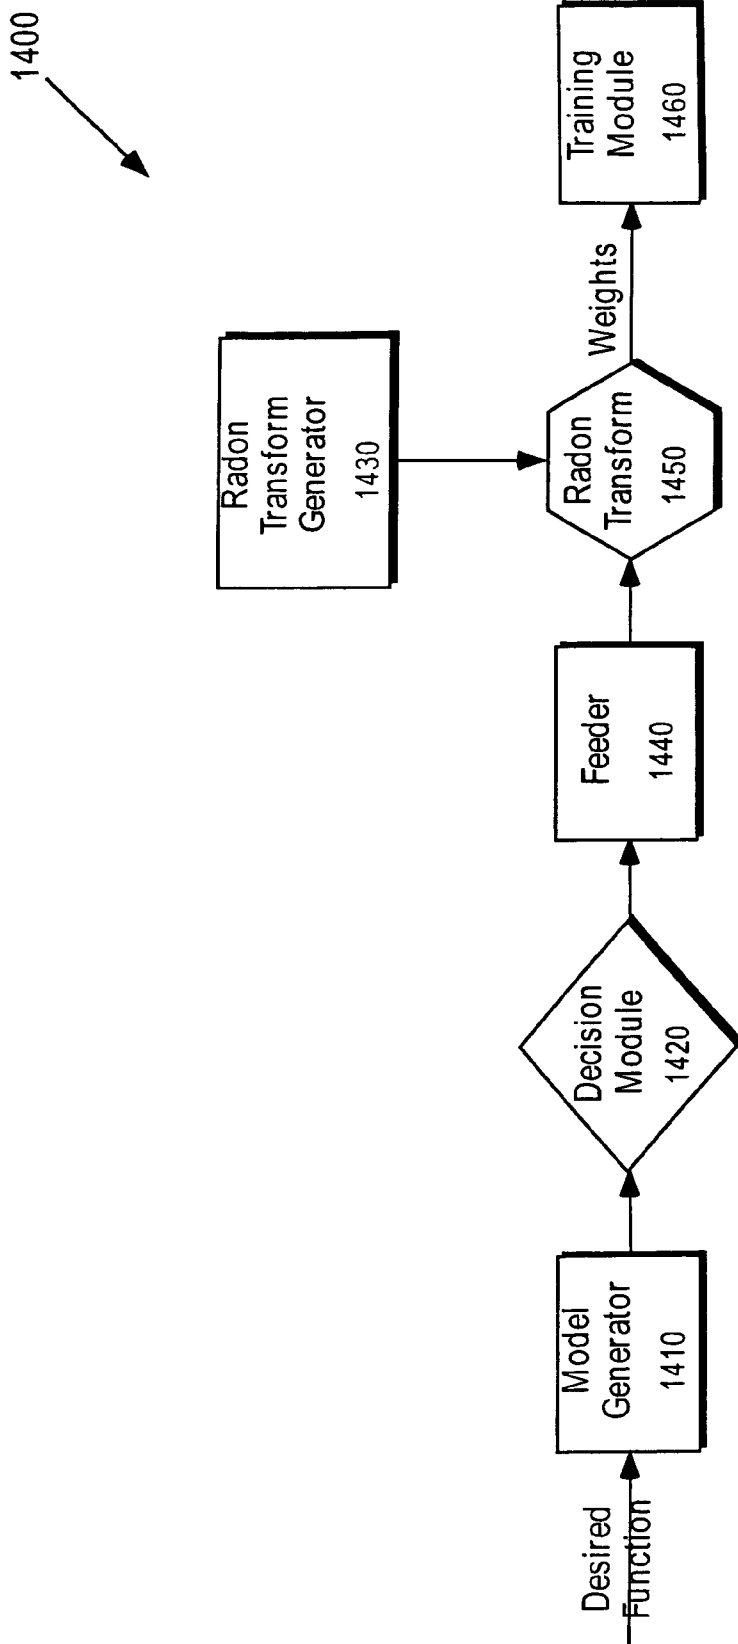 1400
Desired
Function
Model
Generator
1410
Decision
Module
1420
Feeder
1440
Radon
Transform
Generator
1430
Radon
Transform
1450
Weights
Training
Module
1460